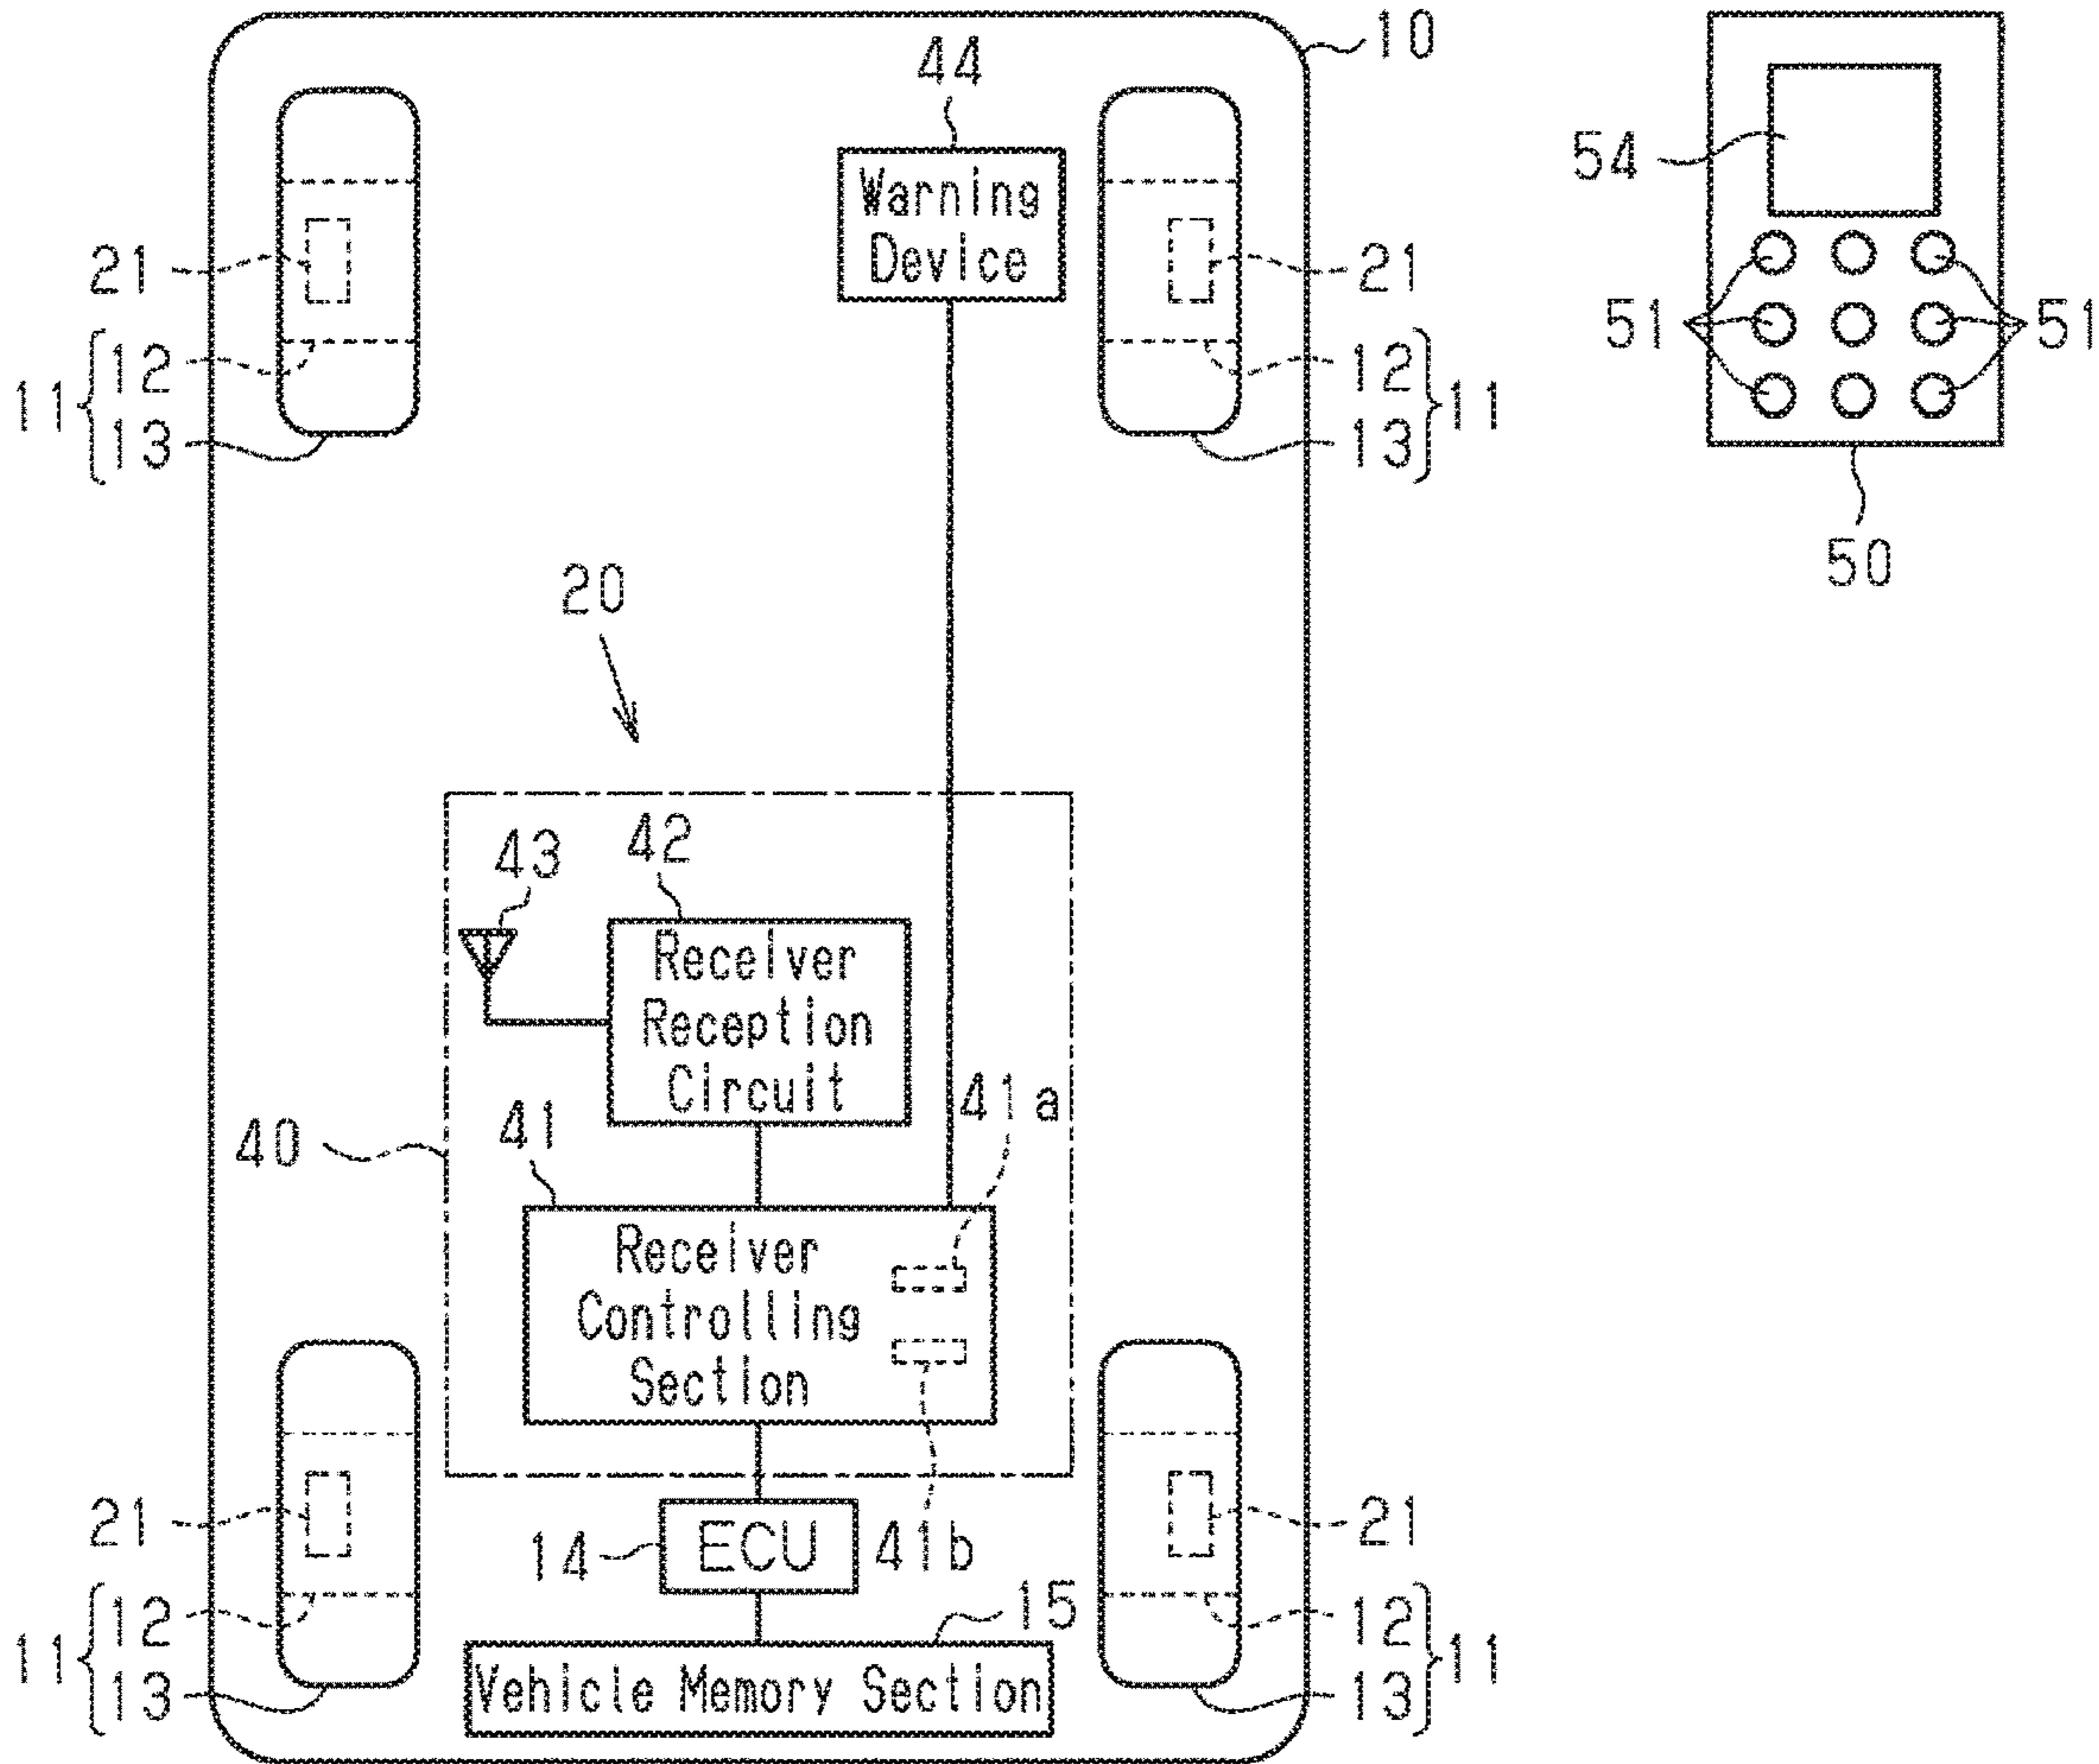 10
44
54
Warning
Device
21
21
51
51
11
12
13
12
13
11
50
20
42
43
Receiver
Reception
Circuit
41a
41
40
Receiver
Controlling
Section
21
21
14
ECU
41b
15
11
12
13
12
13
11
Vehicle Memory Section